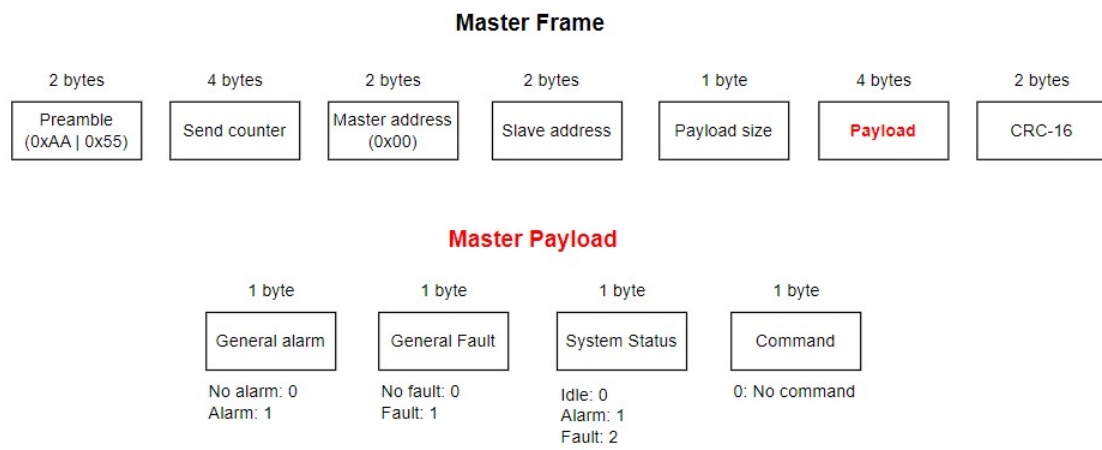 Master Frame
2 bytes 4 bytes 2 bytes 2 bytes 1 byte 4 bytes 2 bytes
Preamble
(0xAA | 0x55)
Send counter
Master address
(0x00)
Slave address
Payload size
Payload
CRC-16
Master Payload
1 byte 1 byte 1 byte 1 byte
General alarm
General Fault
System Status
Command
No alarm: 0
Alarm: 1
No fault: 0
Fault: 1
Idle: 0
Alarm: 1
Fault: 2
0: No command